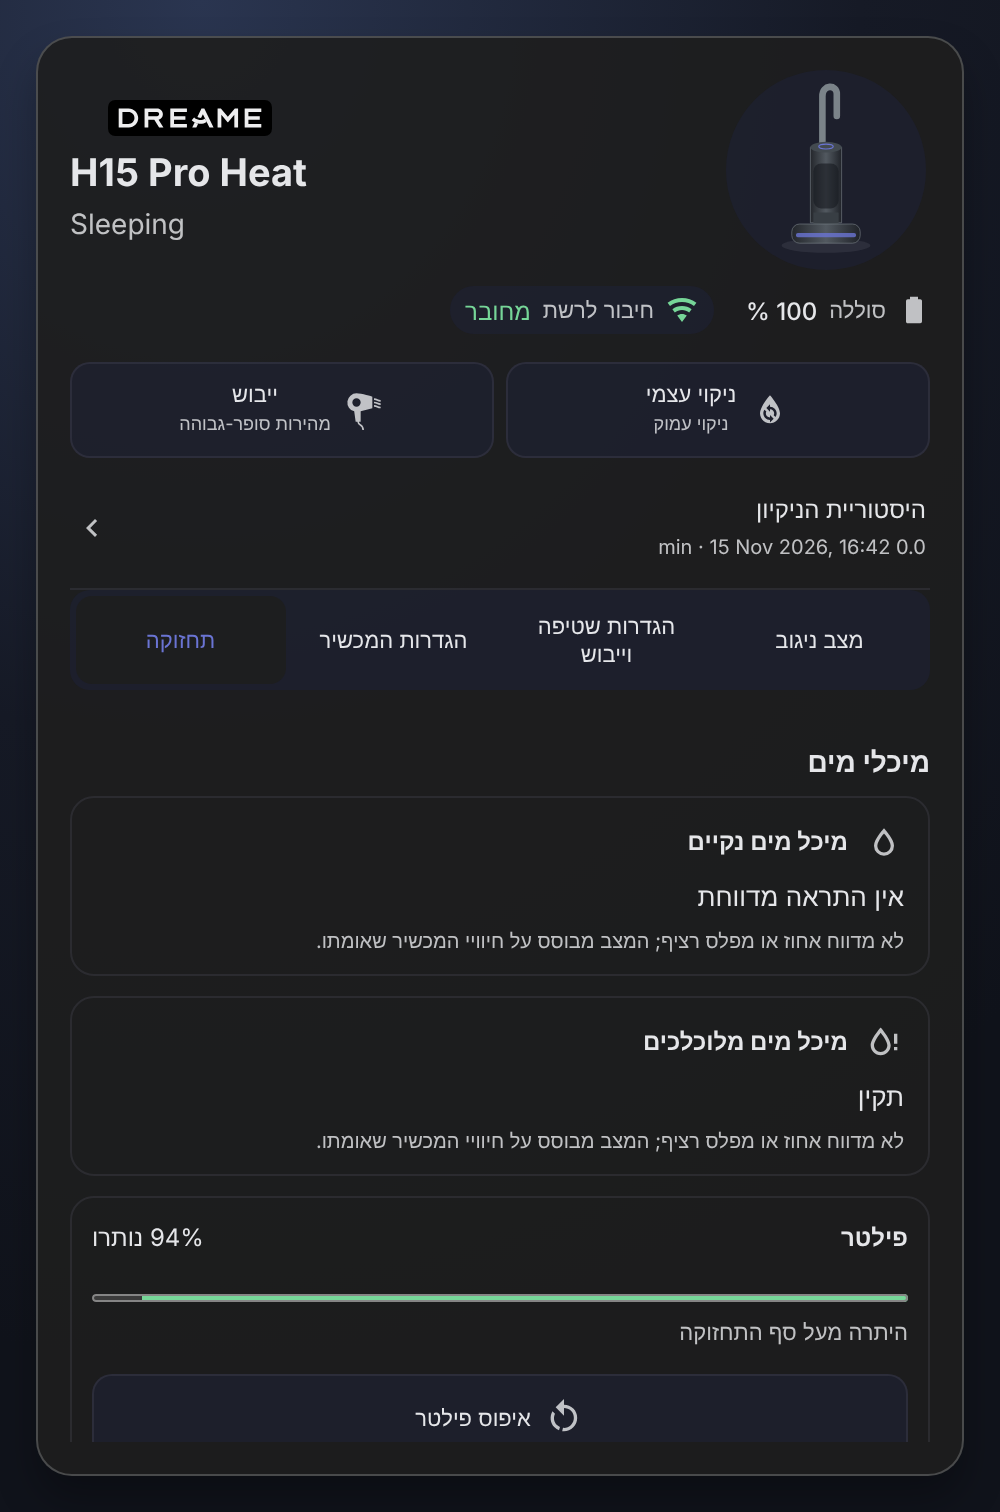 DREAME
H15 Pro Heat
Sleeping
סוללה 100 %
חיבור לרשת מחובר
ניקוי עצמי
ניקוי עמוק
ייבוש
מהירות סופר-גבוהה
היסטוריית הניקיון
0.0 min · 15 Nov 2026, 16:42
מצב ניגוב
הגדרות שטיפה
וייבוש
הגדרות המכשיר
תחזוקה
מיכלי מים
מיכל מים נקיים
אין התראה מדווחת
לא מדווח אחוז או מפלס רציף; המצב מבוסס על חיוויי המכשיר שאומתו.
מיכל מים מלוכלכים
תקין
לא מדווח אחוז או מפלס רציף; המצב מבוסס על חיוויי המכשיר שאומתו.
פילטר
94% נותרו
היתרה מעל סף התחזוקה
איפוס פילטר